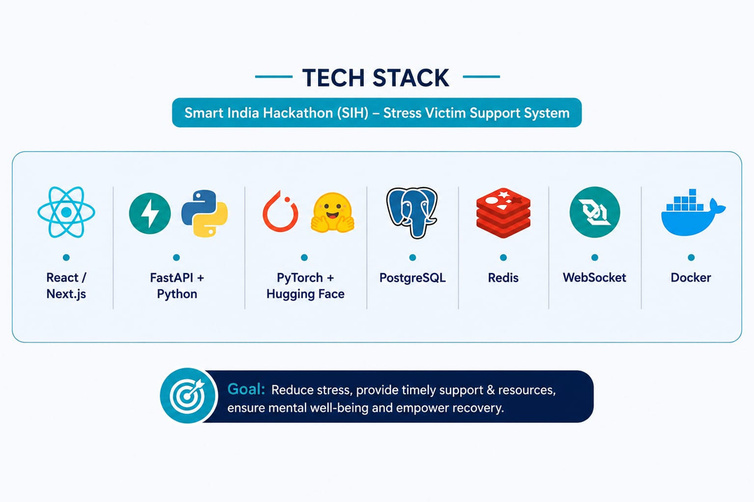 TECH STACK
Smart India Hackathon (SIH) – Stress Victim Support System
React /
Next.js
FastAPI +
Python
PyTorch +
Hugging Face
PostgreSQL
Redis
WebSocket
Docker
Goal: Reduce stress, provide timely support & resources,
ensure mental well-being and empower recovery.